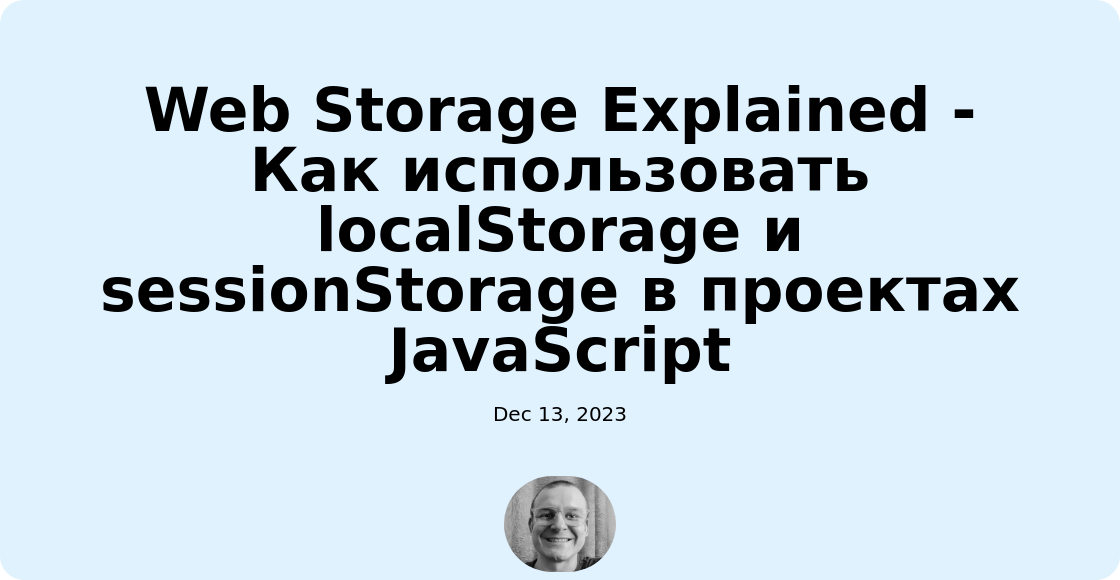 Web Storage Explained -
Как использовать
localStorage и
sessionStorage в проектах
JavaScript
Dec 13, 2023